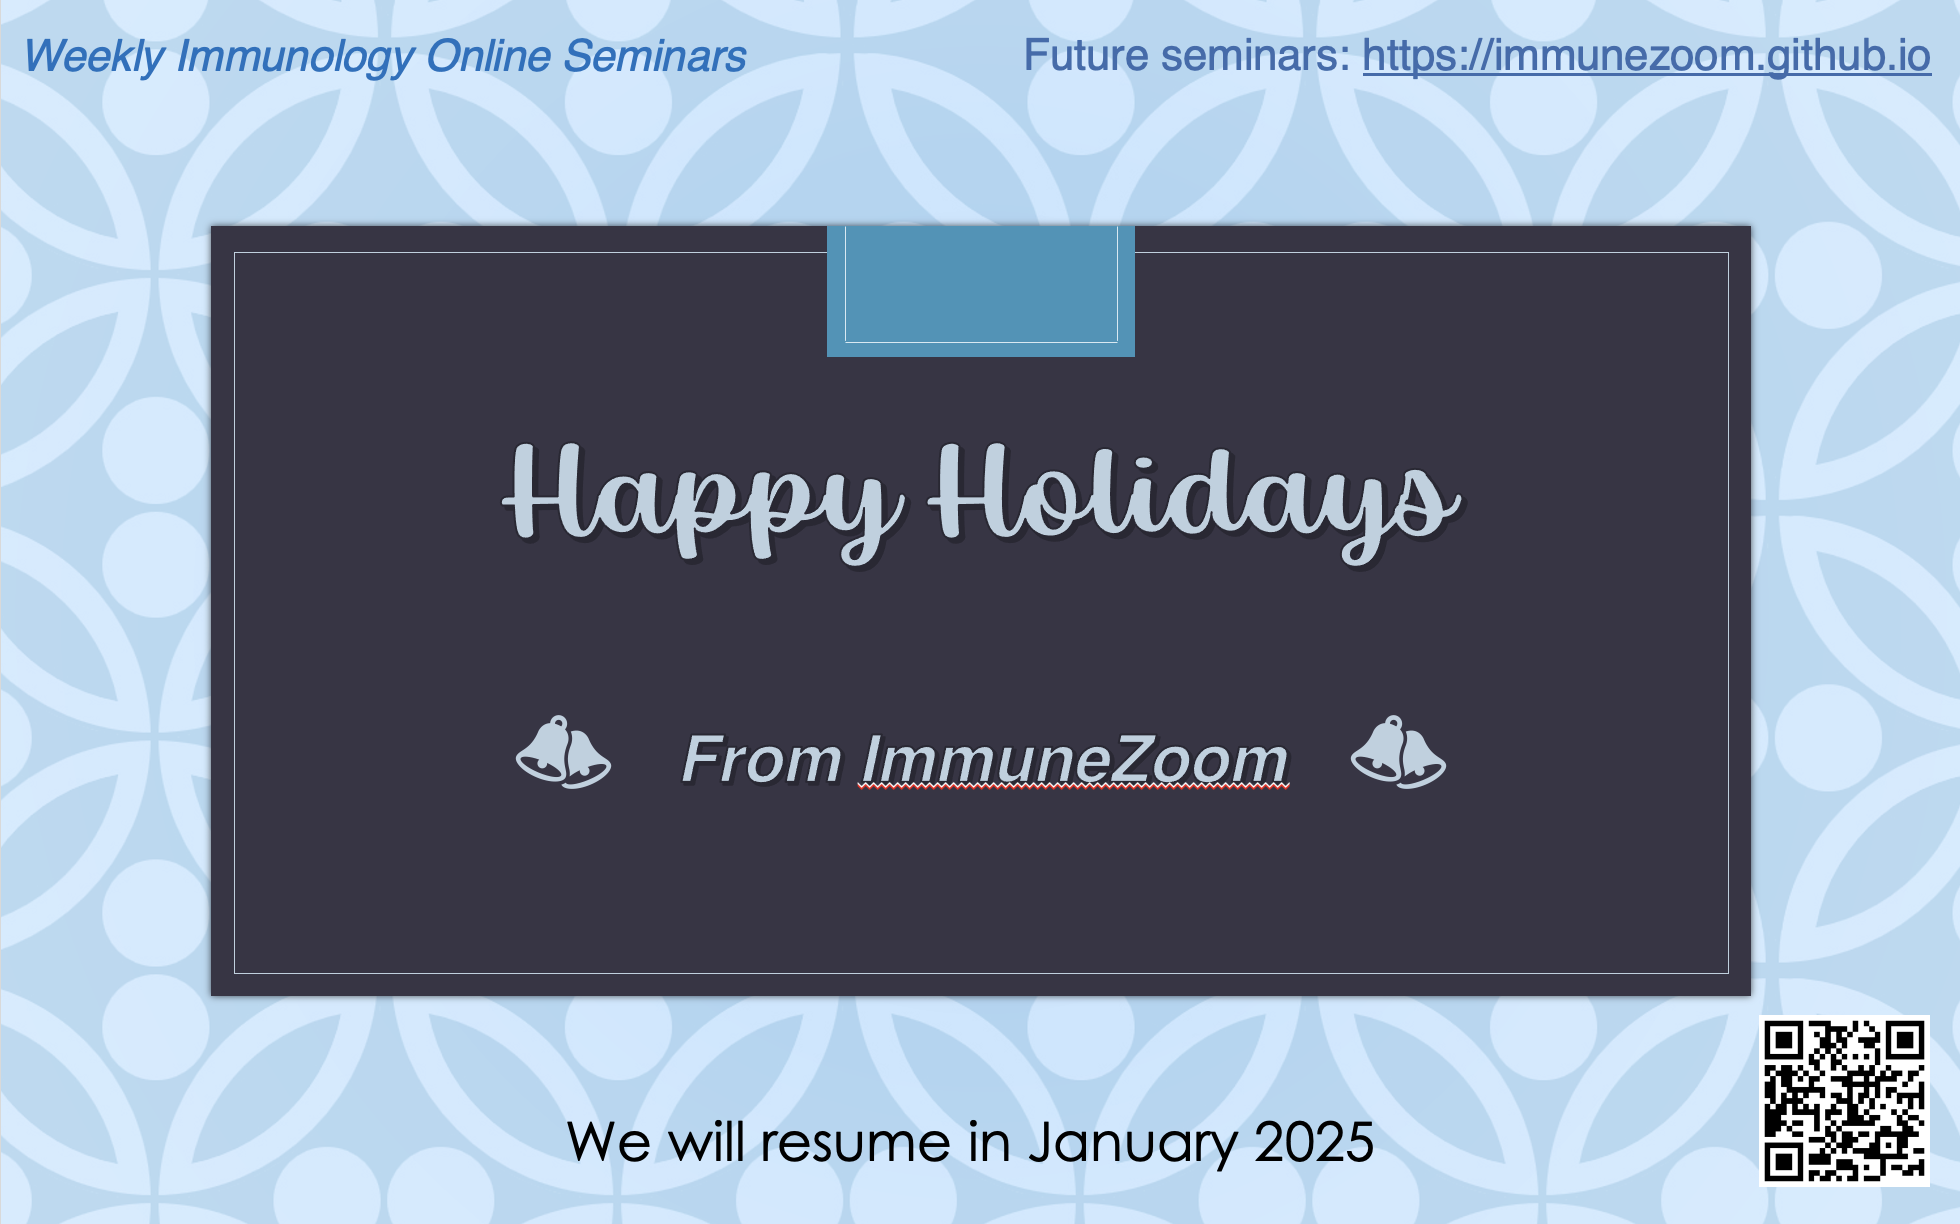 Weekly Immunology Online Seminars
Future seminars: https://immunezoom.github.io
Happy Holidays
From ImmuneZoom
We will resume in January 2025